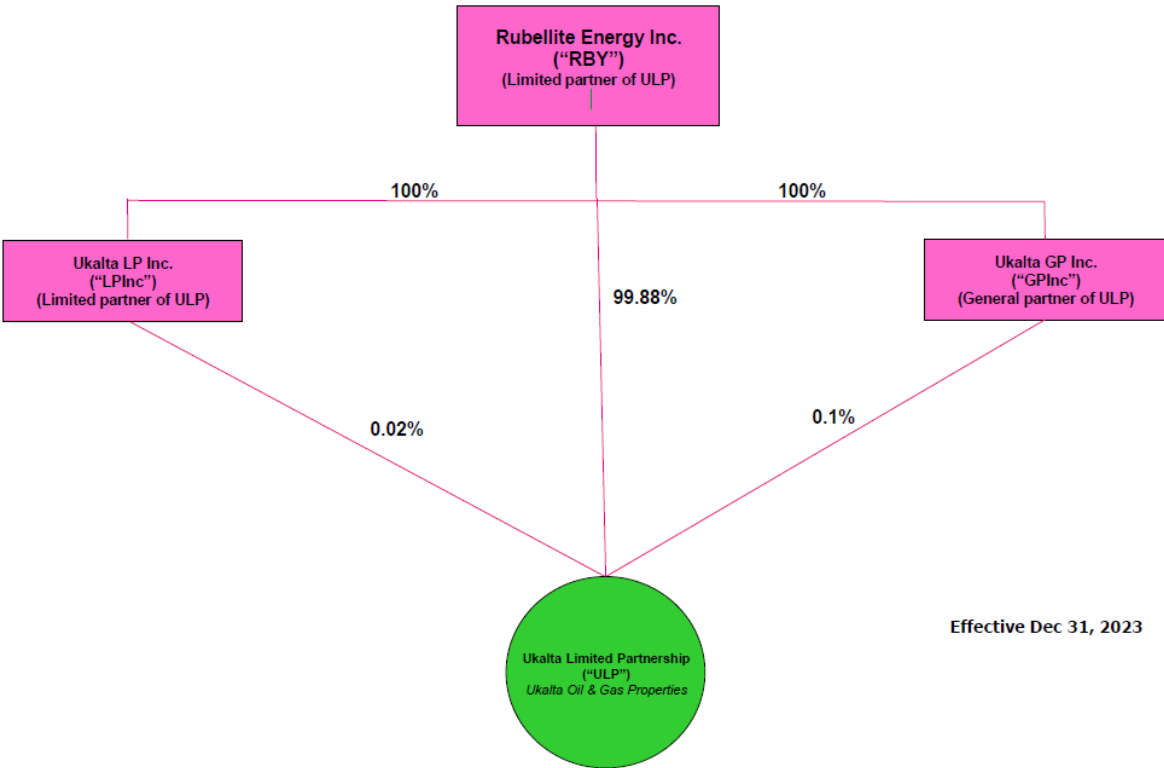 Rubellite Energy Inc.
(“RBY”)
(Limited partner of ULP)
100%
100%
Ukalta LP Inc.
(“LPInc”)
(Limited partner of ULP)
Ukalta GP Inc.
(“GPInc”)
(General partner of ULP)
99.88%
0.02%
0.1%
Ukalta Limited Partnership
(“ULP”)
Ukalta Oil & Gas Properties
Effective Dec 31, 2023